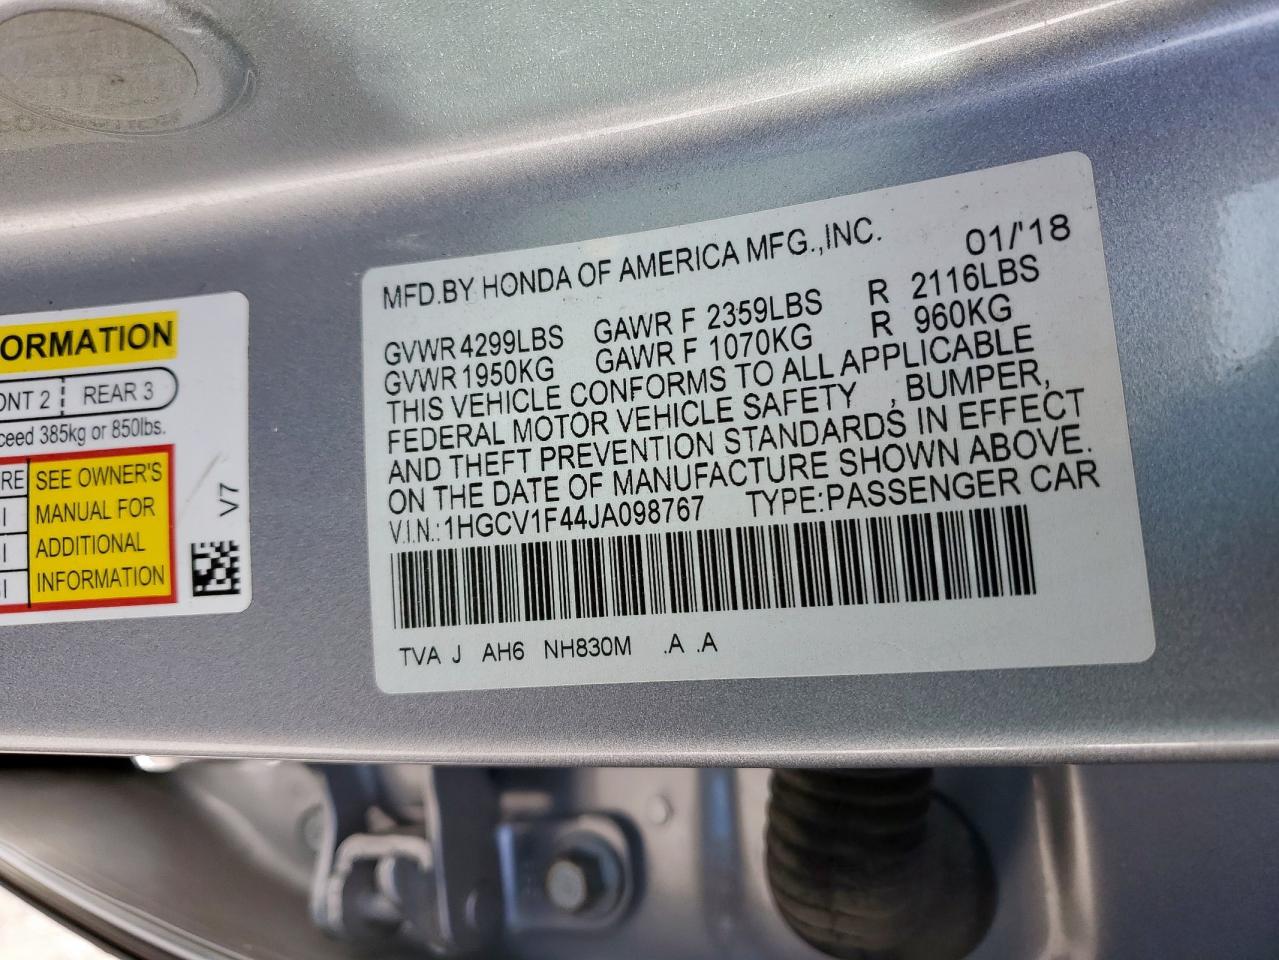 ORMATION
ONT 2 REAR 3
ceed 385kg or 850lbs.
RE
SEE OWNER'S
MANUAL FOR
ADDITIONAL
INFORMATION
V7
MFD.BY HONDA OF AMERICA MFG.,INC. 01/'18
GVWR 4299LBS GAWR F 2359LBS R 2116LBS
GVWR 1950KG GAWR F 1070KG R 960KG
THIS VEHICLE CONFORMS TO ALL APPLICABLE
FEDERAL MOTOR VEHICLE SAFETY , BUMPER,
AND THEFT PREVENTION STANDARDS IN EFFECT
ON THE DATE OF MANUFACTURE SHOWN ABOVE.
V.I.N.:1HGCV1F44JA098767 TYPE:PASSENGER CAR
TVA J AH6 NH830M .A .A